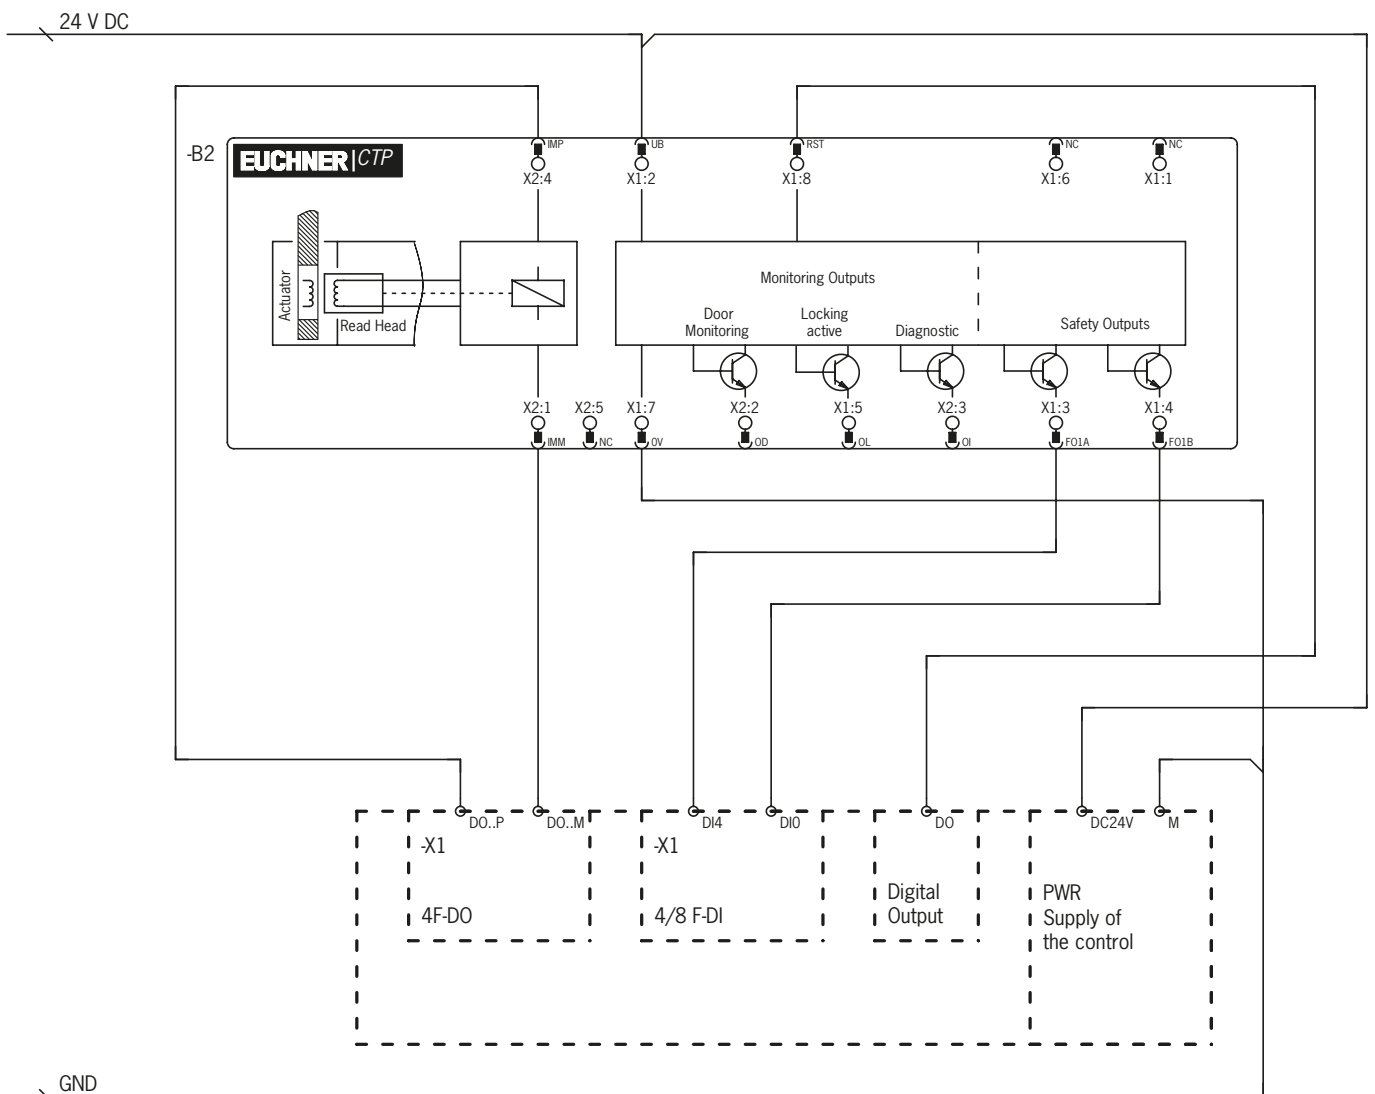 24 V DC
-B2
EUCHNER|CTP
IMP
UB
RST
NC
NC
X2:4
X1:2
X1:8
X1:6
X1:1
Actuator
Read Head
Monitoring Outputs
Door
Monitoring
Locking
active
Diagnostic
Safety Outputs
X2:1
X2:5
X1:7
X2:2
X1:5
X2:3
X1:3
X1:4
IMM
NC
0V
OD
OL
OI
FO1A
FO1B
DO..P
DO..M
DI4
DI0
DO
DC24V
M
-X1
-X1
4F-DO
4/8 F-DI
Digital
Output
PWR
Supply of
the control
GND